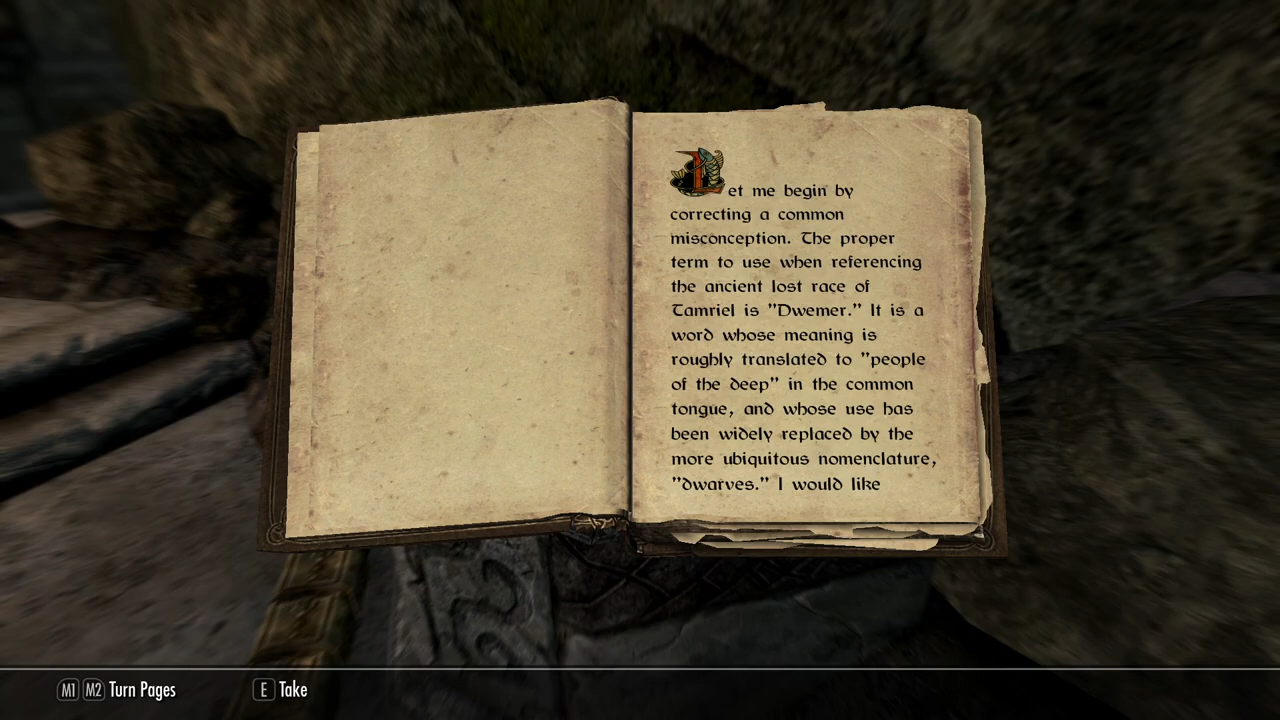 Let me begin by
correcting a common
misconception. The proper
term to use when referencing
the ancient lost race of
Tamriel is "Dwemer." It is a
word whose meaning is
roughly translated to "people
of the deep" in the common
tongue, and whose use has
been widely replaced by the
more ubiquitous nomenclature,
"dwarves." I would like
M1 M2 Turn Pages
E Take